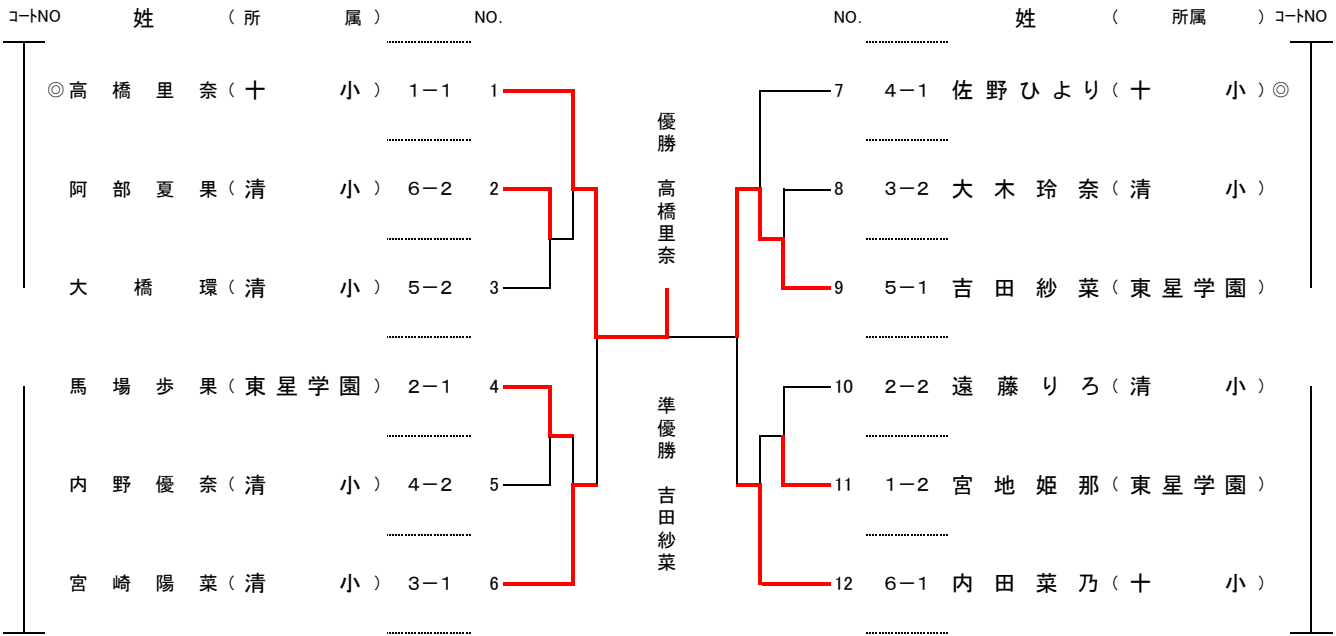 コートNO 姓 ( 所 属 ) NO.
◎ 高橋里奈 ( 十 小 ) 1-1 1
阿部夏果 ( 清 小 ) 6-2 2
大橋環 ( 清 小 ) 5-2 3
馬場歩果 ( 東星学園 ) 2-1 4
内野優奈 ( 清 小 ) 4-2 5
宮崎陽菜 ( 清 小 ) 3-1 6
優勝 高橋里奈
準優勝 吉田紗菜
NO. 姓 ( 所属 ) コートNO
7 4-1 佐野ひより ( 十 小 ) ◎
8 3-2 大木玲奈 ( 清 小 )
9 5-1 吉田紗菜 ( 東星学園 )
10 2-2 遠藤りろ ( 清 小 )
11 1-2 宮地姫那 ( 東星学園 )
12 6-1 内田菜乃 ( 十 小 )